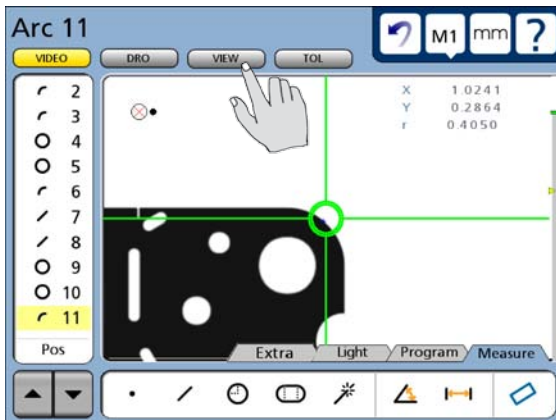 Arc 11
M1 mm ?
VIDEO DRO VIEW TOL
2
3
4
5
6
7
8
9
10
11
Pos
X 1.0241
Y 0.2864
r 0.4050
Extra Light Program Measure